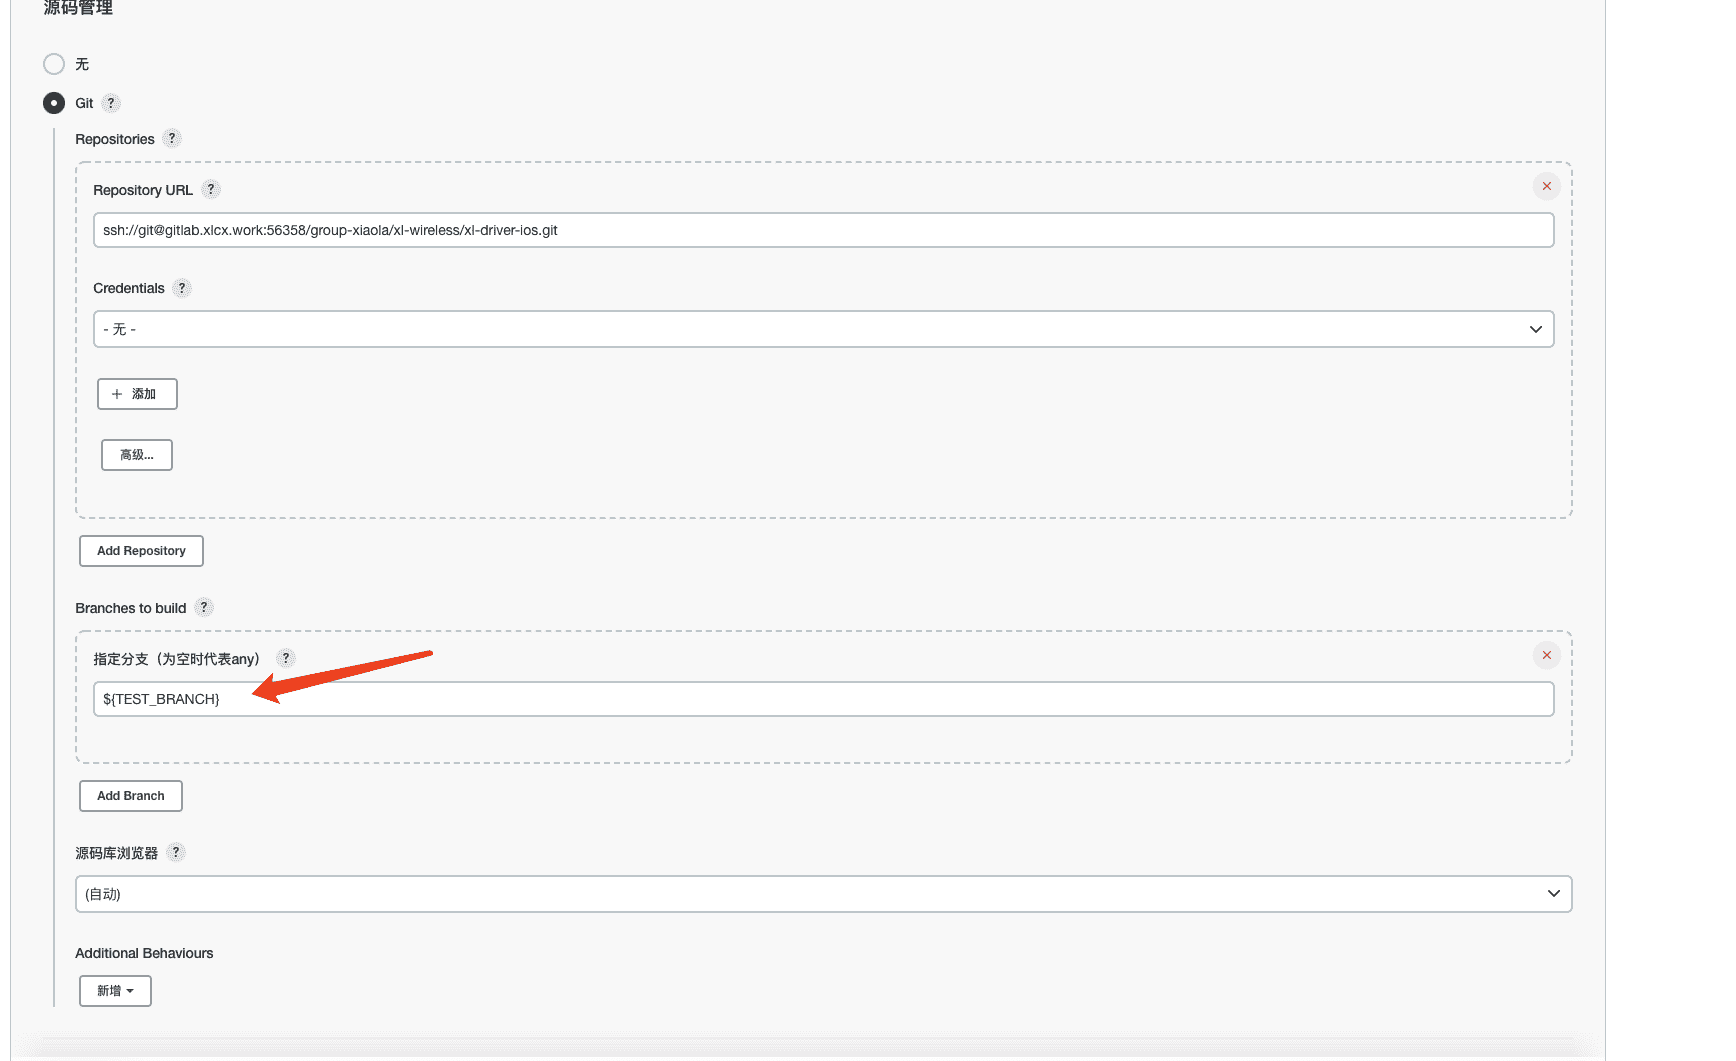 源码管理
无
Git ?
Repositories ?
Repository URL ?
ssh://git@gitlab.xlcx.work:56358/group-xiaola/xl-wireless/xl-driver-ios.git
Credentials ?
- 无 -
添加
高级...
Add Repository
Branches to build ?
指定分支（为空时代表any） ?
${TEST_BRANCH}
Add Branch
源码库浏览器 ?
(自动)
Additional Behaviours
新增